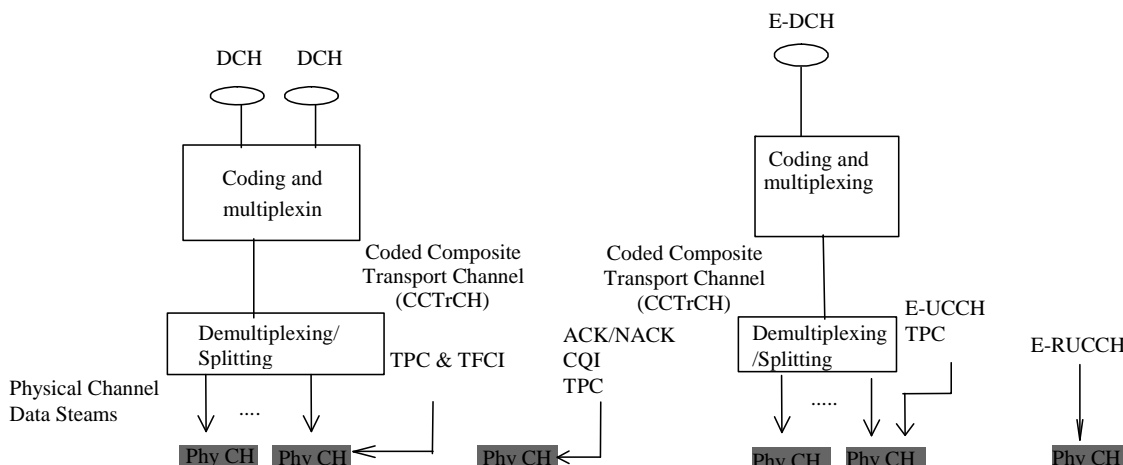 E-DCH
DCH DCH
Coding and
multiplexin
Coding and
multiplexing
Coded Composite
Transport Channel
(CCTrCH)
Coded Composite
Transport Channel
(CCTrCH)
Demultiplexing/
Splitting
TPC & TFCI
ACK/NACK
CQI
TPC
Demultiplexing
/Splitting
E-UCCH
TPC
E-RUCCH
Physical Channel
Data Steams
....
.....
Phy CH Phy CH Phy CH Phy CH Phy CH Phy CH